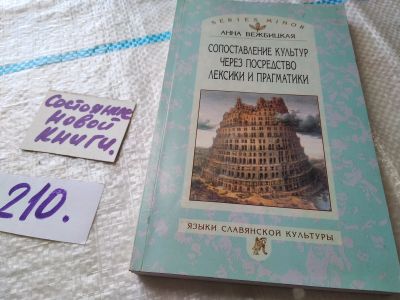 SERIES MINOR
АННА ВЕЖБИЦКАЯ
СОПОСТАВЛЕНИЕ КУЛЬТУР
ЧЕРЕЗ ПОСРЕДСТВО
ЛЕКСИКИ И ПРАГМАТИКИ
ЯЗЫКИ СЛАВЯНСКОЙ КУЛЬТУРЫ
Состояние
новой
книги.
210.